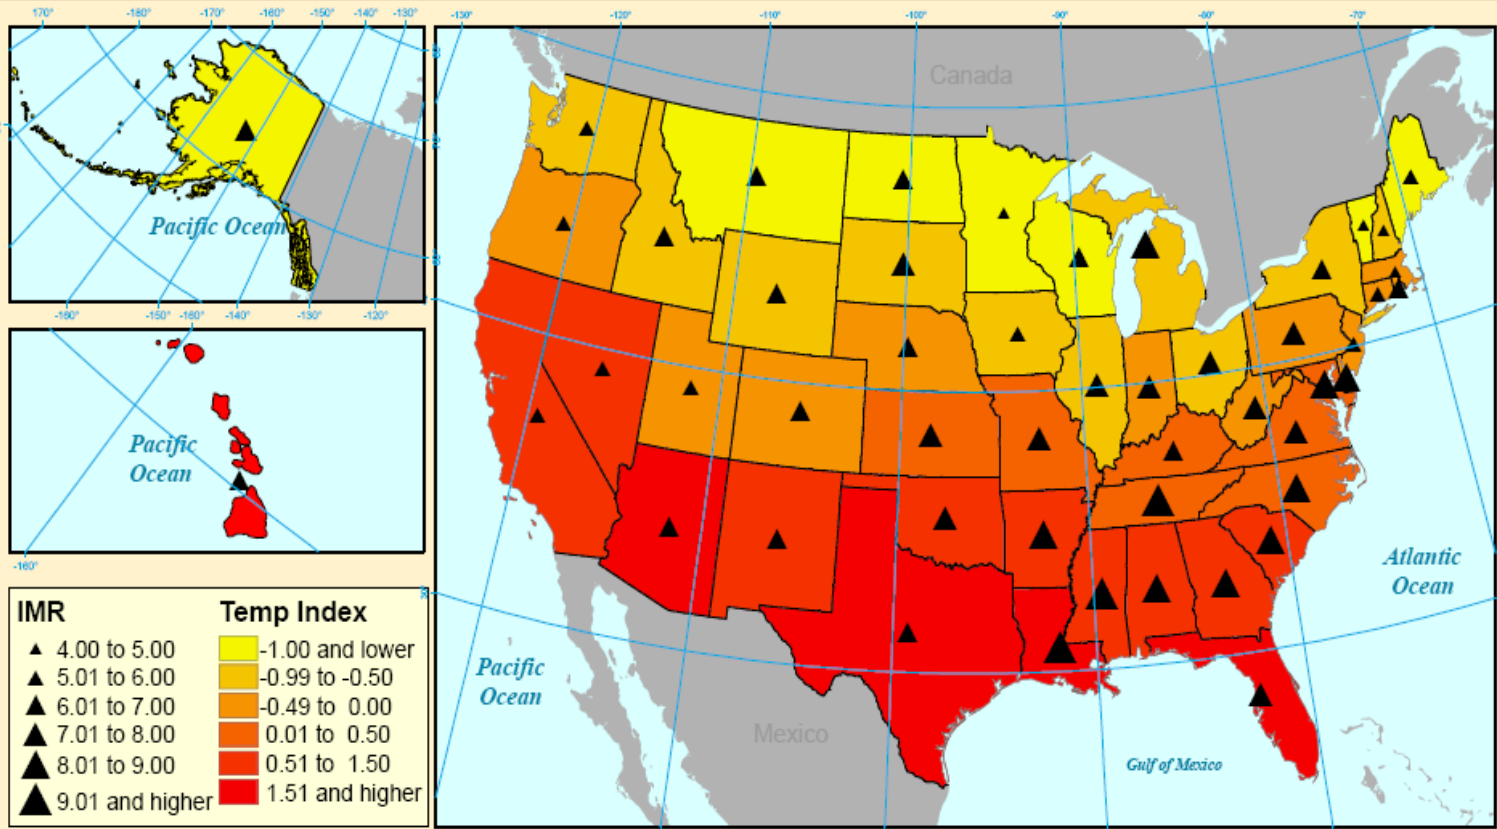 170°
-180°
-170°
-160°
-150°
-140°
-130°
Pacific Ocean
-160°
-150°
-160°
-140°
-130°
-120°
Pacific
Ocean
-160°
IMR
4.00 to 5.00
5.01 to 6.00
6.01 to 7.00
7.01 to 8.00
8.01 to 9.00
9.01 and higher
Temp Index
-1.00 and lower
-0.99 to -0.50
-0.49 to 0.00
0.01 to 0.50
0.51 to 1.50
1.51 and higher
-130°
-120°
-110°
-100°
-90°
-80°
-70°
Canada
Atlantic
Ocean
Pacific
Ocean
Mexico
Gulf of Mexico